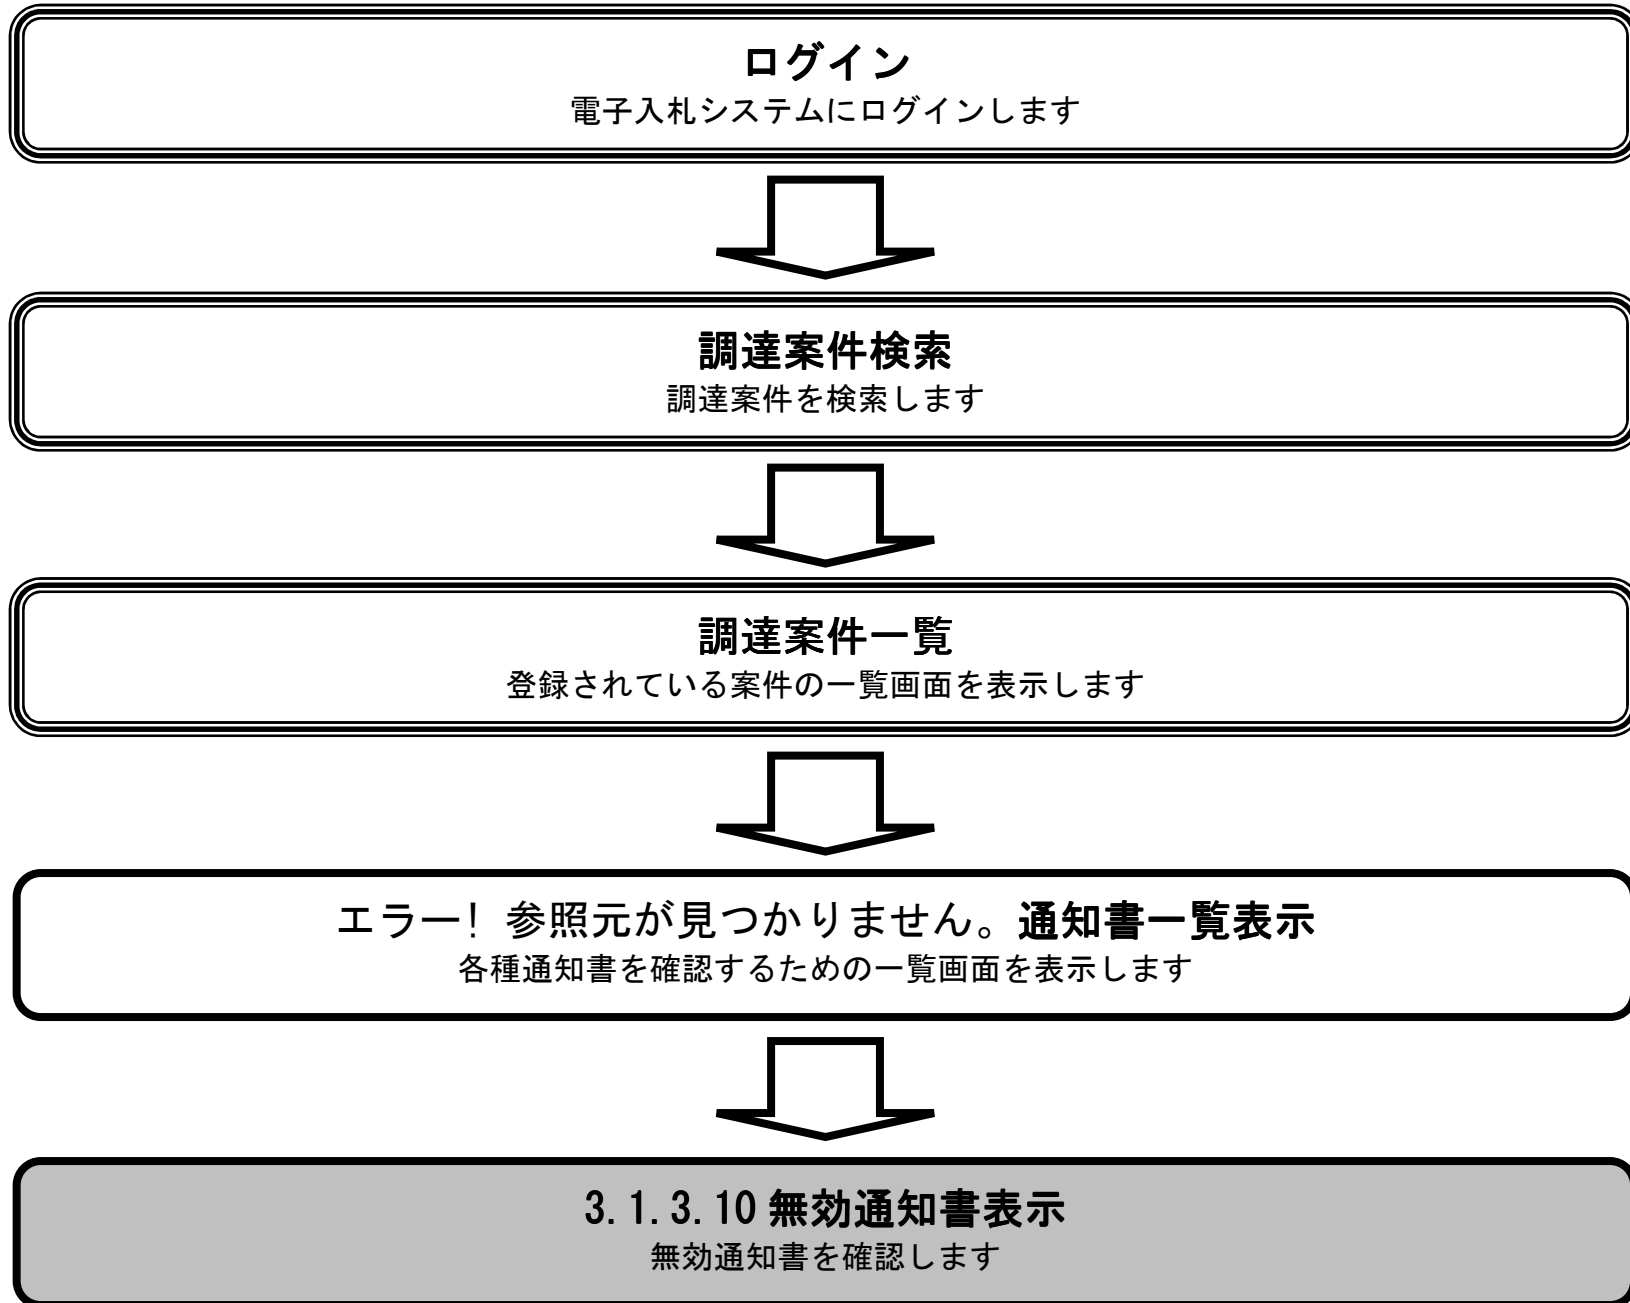 ログイン
電子入札システムにログインします
調達案件検索
調達案件を検索します
調達案件一覧
登録されている案件の一覧画面を表示します
エラー! 参照元が見つかりません。通知書一覧表示
各種通知書を確認するための一覧画面を表示します
3.1.3.10 無効通知書表示
無効通知書を確認します